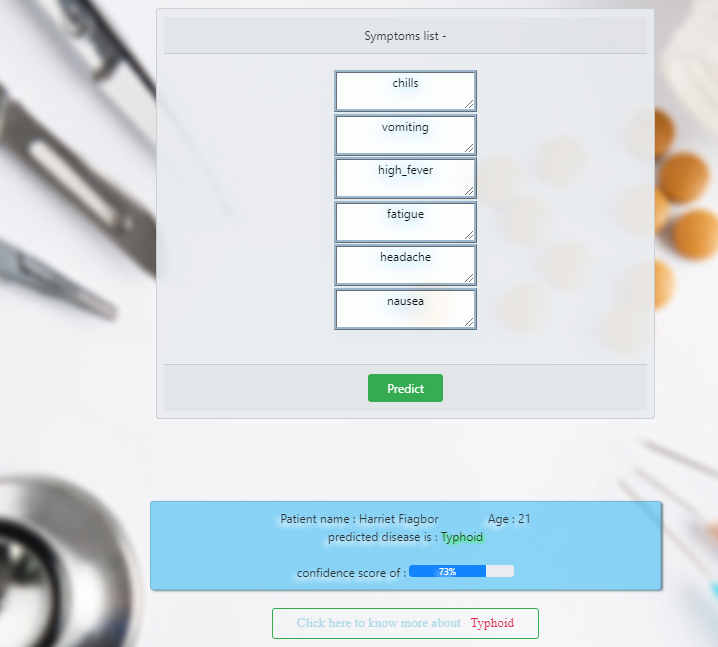 Symptoms list -
chills
vomiting
high_fever
fatigue
headache
nausea
Predict
Patient name : Harriet Fiagbor Age : 21
predicted disease is : Typhoid
confidence score of : 73%
Click here to know more about Typhoid